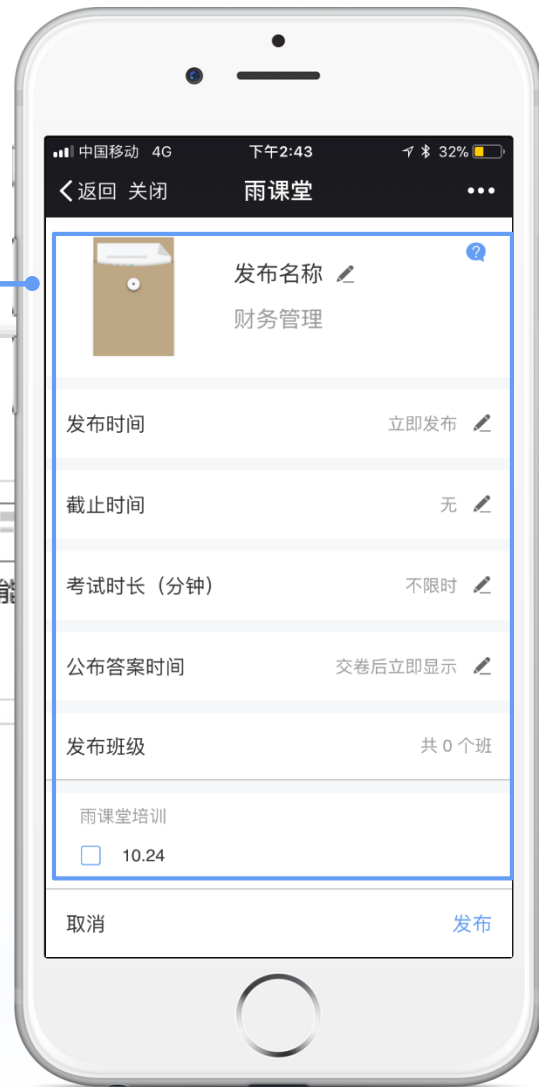 中国移动 4G 下午2:43 32%
返回 关闭 雨课堂
发布名称
财务管理
发布时间 立即发布
截止时间 无
能
考试时长（分钟） 不限时
公布答案时间 交卷后立即显示
发布班级 共 0 个班
雨课堂培训
10.24
取消 发布